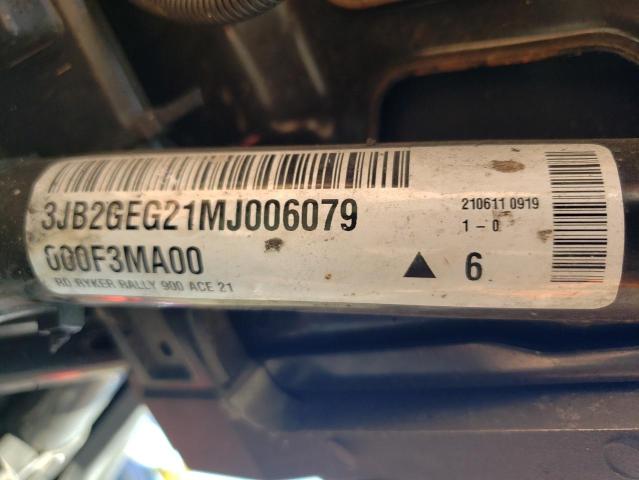 3JB2GEG21MJ006079
000F3MA00
RD RYKER RALLY 900 ACE 21
210611 0919
1 - 0
▲ 6